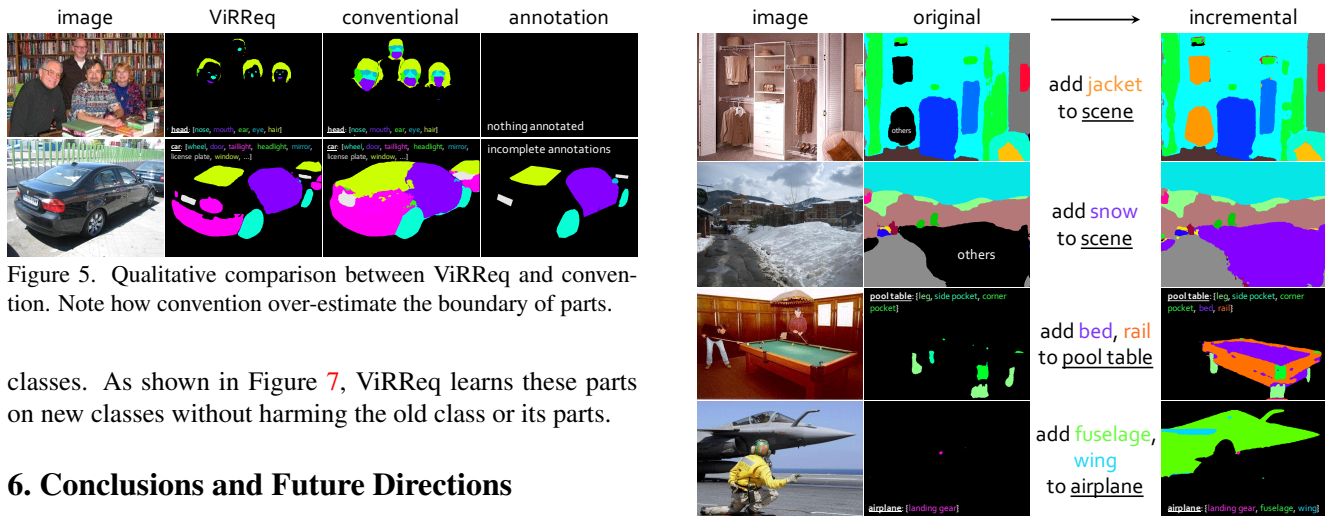 image ViRReq conventional annotation
head: [nose, mouth, ear, eye, hair]
head: [nose, mouth, ear, eye, hair]
nothing annotated
car: [wheel, door, taillight, headlight, mirror,
license plate, window, ...]
car: [wheel, door, taillight, headlight, mirror,
license plate, window, ...]
incomplete annotations
Figure 5. Qualitative comparison between ViRReq and conven-
tion. Note how convention over-estimate the boundary of parts.
classes. As shown in Figure 7, ViRReq learns these parts
on new classes without harming the old class or its parts.
6. Conclusions and Future Directions
image original incremental
others
add jacket
to scene
others
add snow
to scene
pool table: [leg, side pocket, corner
pocket]
add bed, rail
to pool table
pool table: [leg, side pocket, corner
pocket, bed, rail]
airplane: [landing gear]
add fuselage,
wing
to airplane
airplane: [landing gear, fuselage, wing]